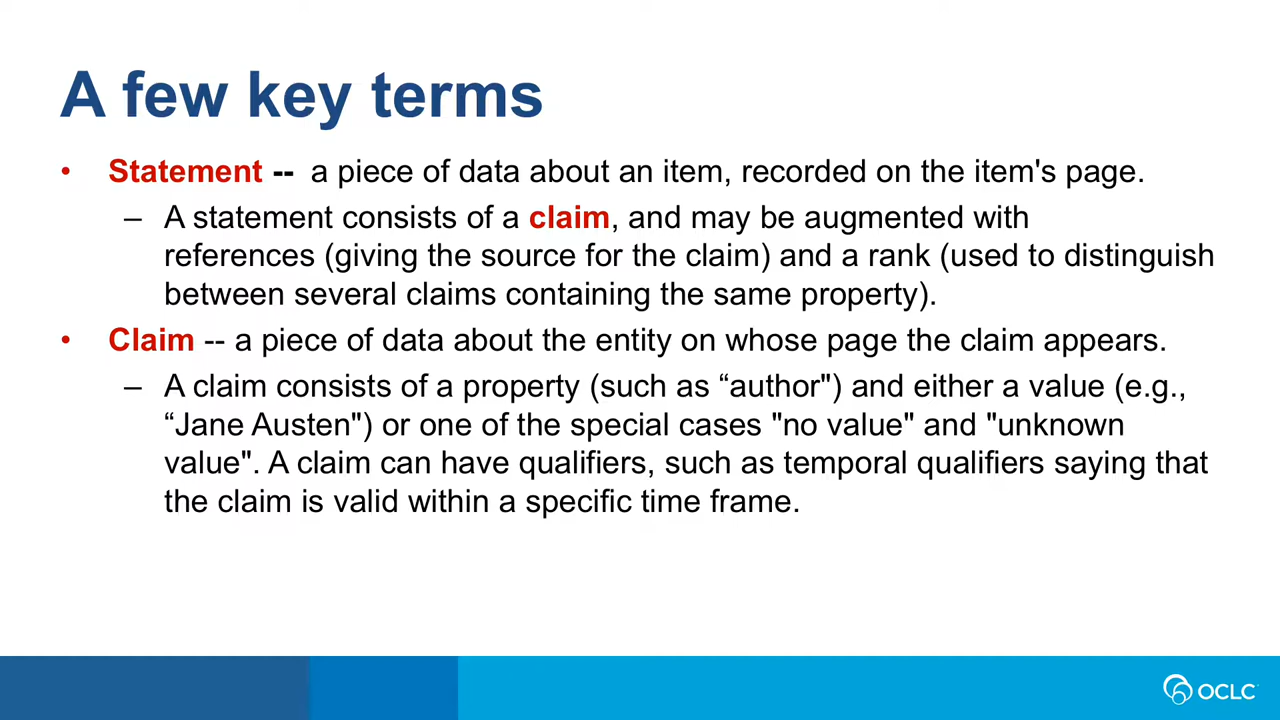 A few key terms
• Statement -- a piece of data about an item, recorded on the item's page.
– A statement consists of a claim, and may be augmented with
references (giving the source for the claim) and a rank (used to distinguish
between several claims containing the same property).
• Claim -- a piece of data about the entity on whose page the claim appears.
– A claim consists of a property (such as “author") and either a value (e.g.,
“Jane Austen") or one of the special cases "no value" and "unknown
value". A claim can have qualifiers, such as temporal qualifiers saying that
the claim is valid within a specific time frame.
OCLC